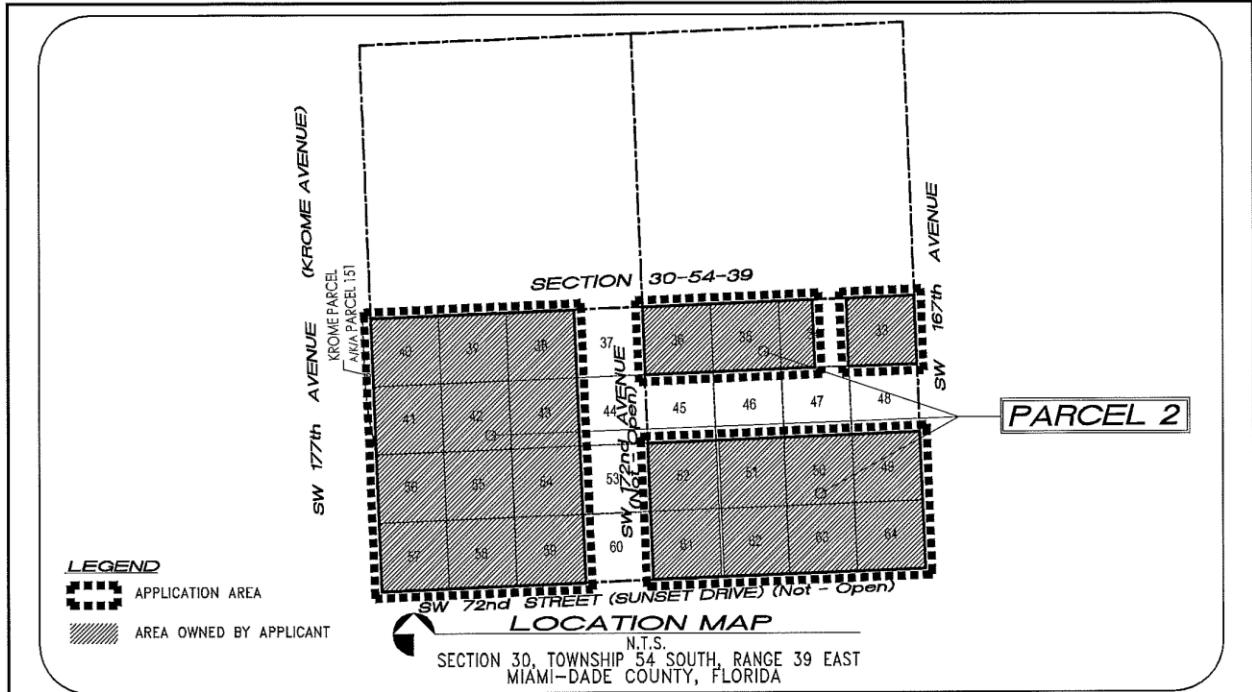 SW 177th AVENUE (KROME AVENUE)
KROME PARCEL
A/K/A PARCEL 151
SECTION 30-54-39
SW 167th AVENUE
40 39 38 37 36 35 33
41 42 43 44 45 46 47 48
56 55 54 53 52 51 50 49
57 58 59 60 61 62 63 64
SW 172nd AVENUE
(Not - Open)
PARCEL 2
SW 72nd STREET (SUNSET DRIVE) (Not - Open)
LEGEND
APPLICATION AREA
AREA OWNED BY APPLICANT
LOCATION MAP
N.T.S.
SECTION 30, TOWNSHIP 54 SOUTH, RANGE 39 EAST
MIAMI-DADE COUNTY, FLORIDA